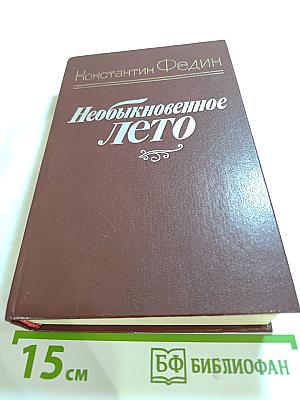 Константин Федин
Необыкновенное
лето
15 см
БФ БИБЛИОФАН